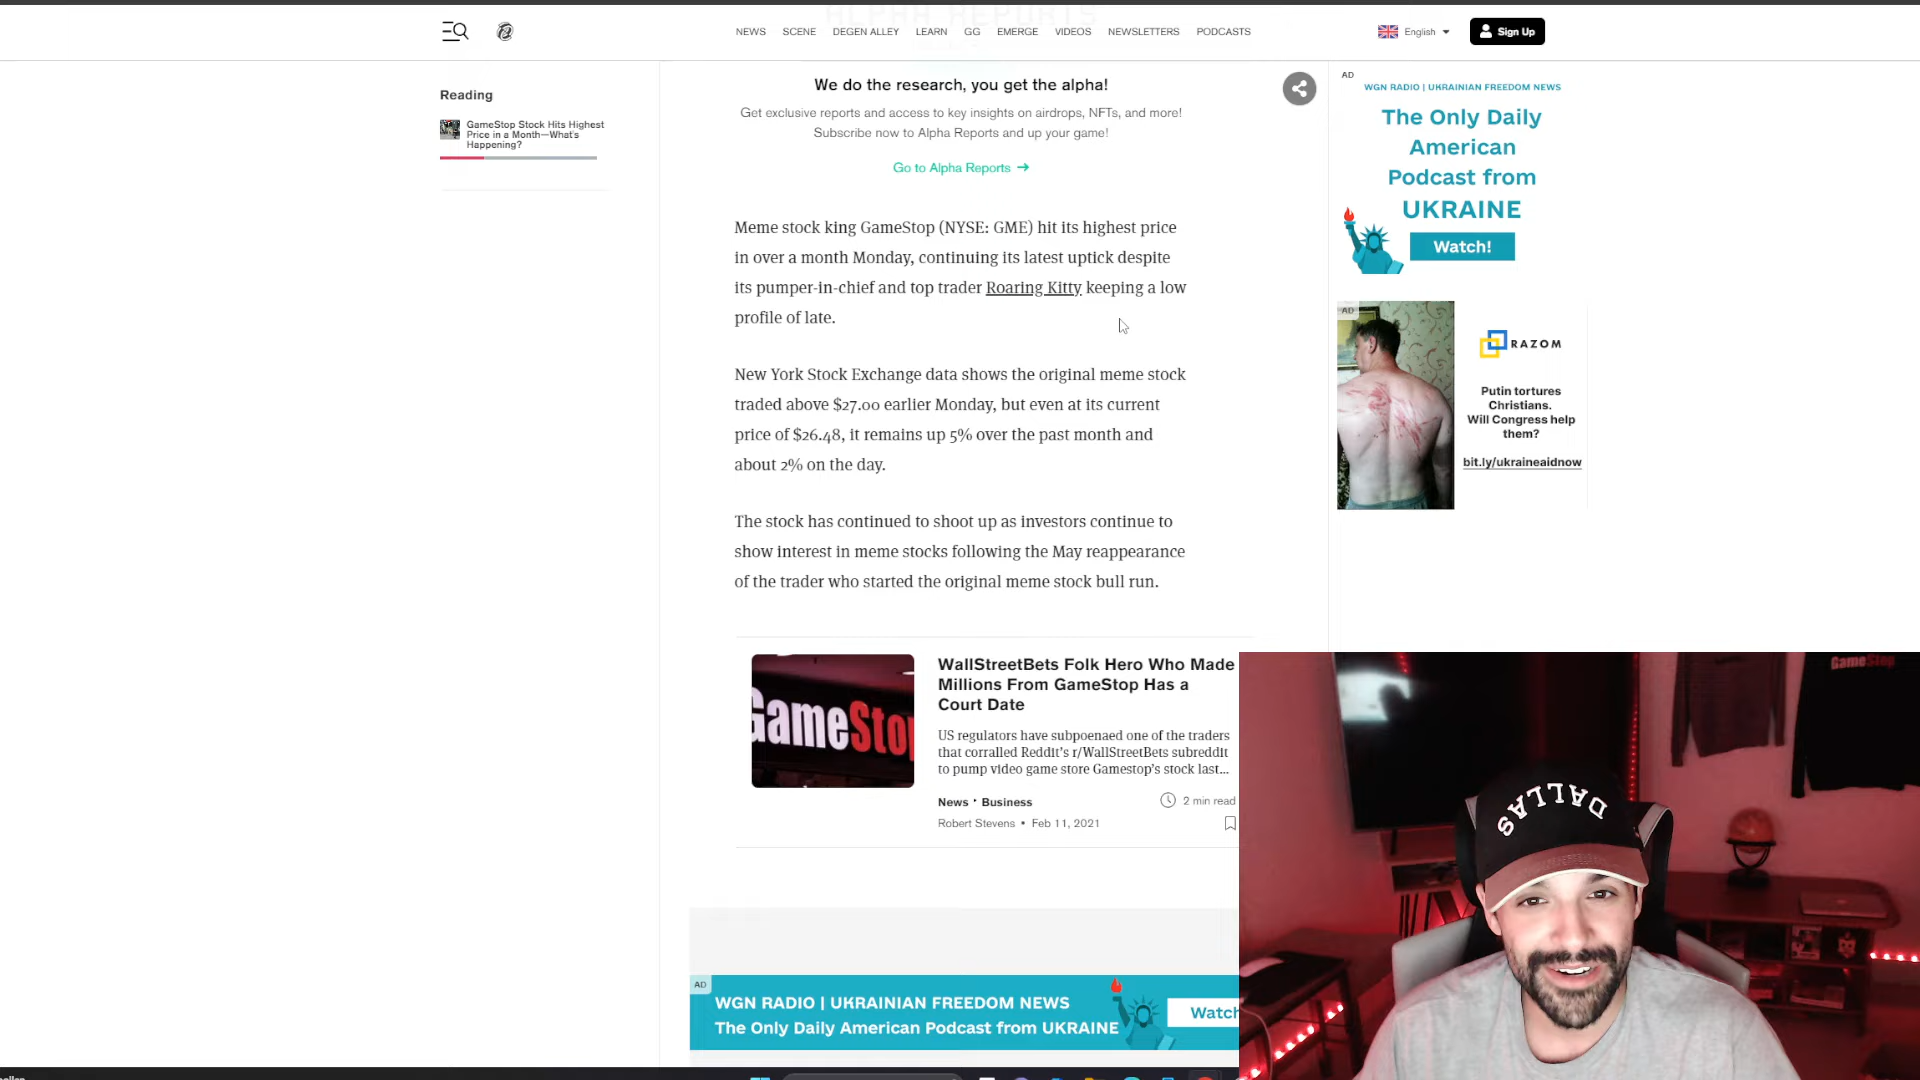 NEWS SCENE DEGEN ALLEY LEARN GG EMERGE VIDEOS NEWSLETTERS PODCASTS
English
Sign Up
ALPHA REPORTS
Reading
GameStop Stock Hits Highest
Price in a Month—What's
Happening?
We do the research, you get the alpha!
Get exclusive reports and access to key insights on airdrops, NFTs, and more!
Subscribe now to Alpha Reports and up your game!
Go to Alpha Reports →
Meme stock king GameStop (NYSE: GME) hit its highest price
in over a month Monday, continuing its latest uptick despite
its pumper-in-chief and top trader Roaring Kitty keeping a low
profile of late.
New York Stock Exchange data shows the original meme stock
traded above $27.00 earlier Monday, but even at its current
price of $26.48, it remains up 5% over the past month and
about 2% on the day.
The stock has continued to shoot up as investors continue to
show interest in meme stocks following the May reappearance
of the trader who started the original meme stock bull run.
GameSto
WallStreetBets Folk Hero Who Made
Millions From GameStop Has a
Court Date
US regulators have subpoenaed one of the traders
that corralled Reddit's r/WallStreetBets subreddit
to pump video game store Gamestop's stock last...
News • Business
2 min read
Robert Stevens • Feb 11, 2021
AD
WGN RADIO | UKRAINIAN FREEDOM NEWS
The Only Daily American Podcast from UKRAINE
Watch
AD
WGN RADIO | UKRAINIAN FREEDOM NEWS
The Only Daily
American
Podcast from
UKRAINE
Watch!
AD
RAZOM
Putin tortures
Christians.
Will Congress help
them?
bit.ly/ukraineaidnow
GameStop
DALLAS